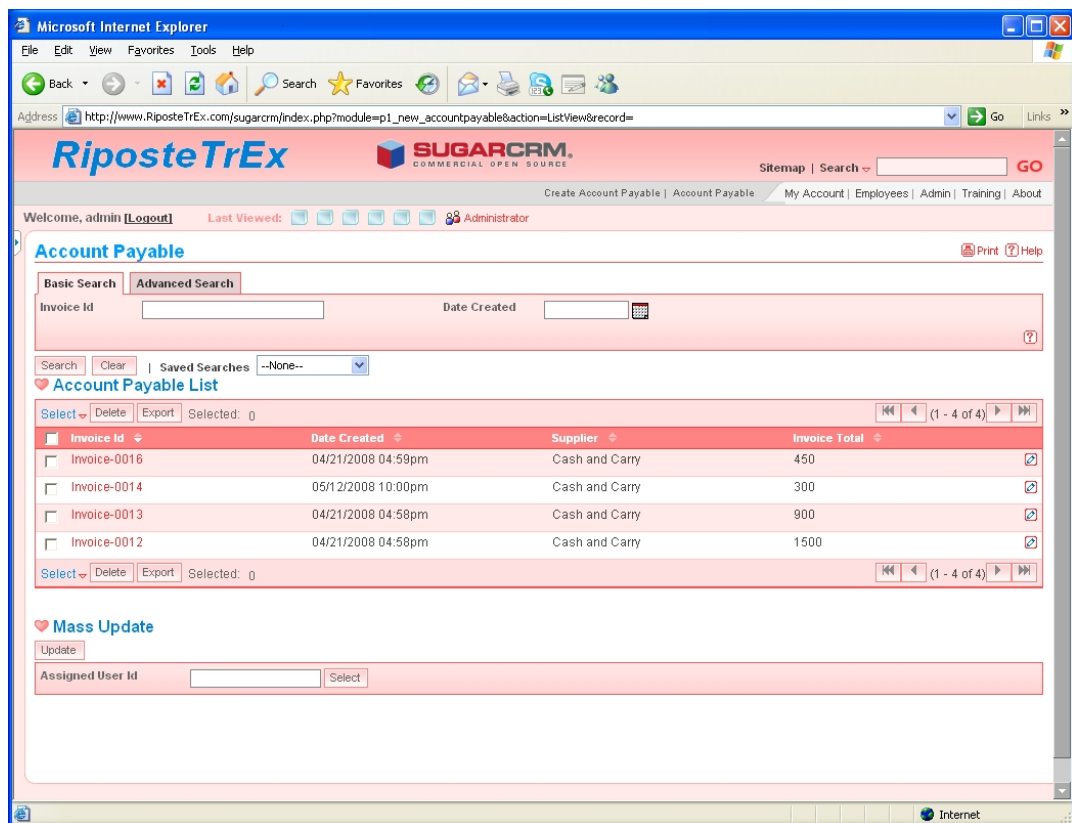 Microsoft Internet Explorer
File Edit View Favorites Tools Help
Back Search Favorites
Address http://www.RiposteTrEx.com/sugarcrm/index.php?module=p1_new_accountpayable&action=ListView&record= Go Links »
RiposteTrEx SUGARCRM.
COMMERCIAL OPEN SOURCE
Sitemap | Search GO
Create Account Payable | Account Payable My Account | Employees | Admin | Training | About
Welcome, admin [Logout] Last Viewed: Administrator
Account Payable Print ? Help
Basic Search Advanced Search
Invoice Id Date Created
?
Search Clear | Saved Searches --None--
Account Payable List
Select Delete Export Selected: 0 (1 - 4 of 4)
Invoice Id Date Created Supplier Invoice Total
Invoice-0016 04/21/2008 04:59pm Cash and Carry 450
Invoice-0014 05/12/2008 10:00pm Cash and Carry 300
Invoice-0013 04/21/2008 04:58pm Cash and Carry 900
Invoice-0012 04/21/2008 04:58pm Cash and Carry 1500
Select Delete Export Selected: 0 (1 - 4 of 4)
Mass Update
Update
Assigned User Id Select
Internet